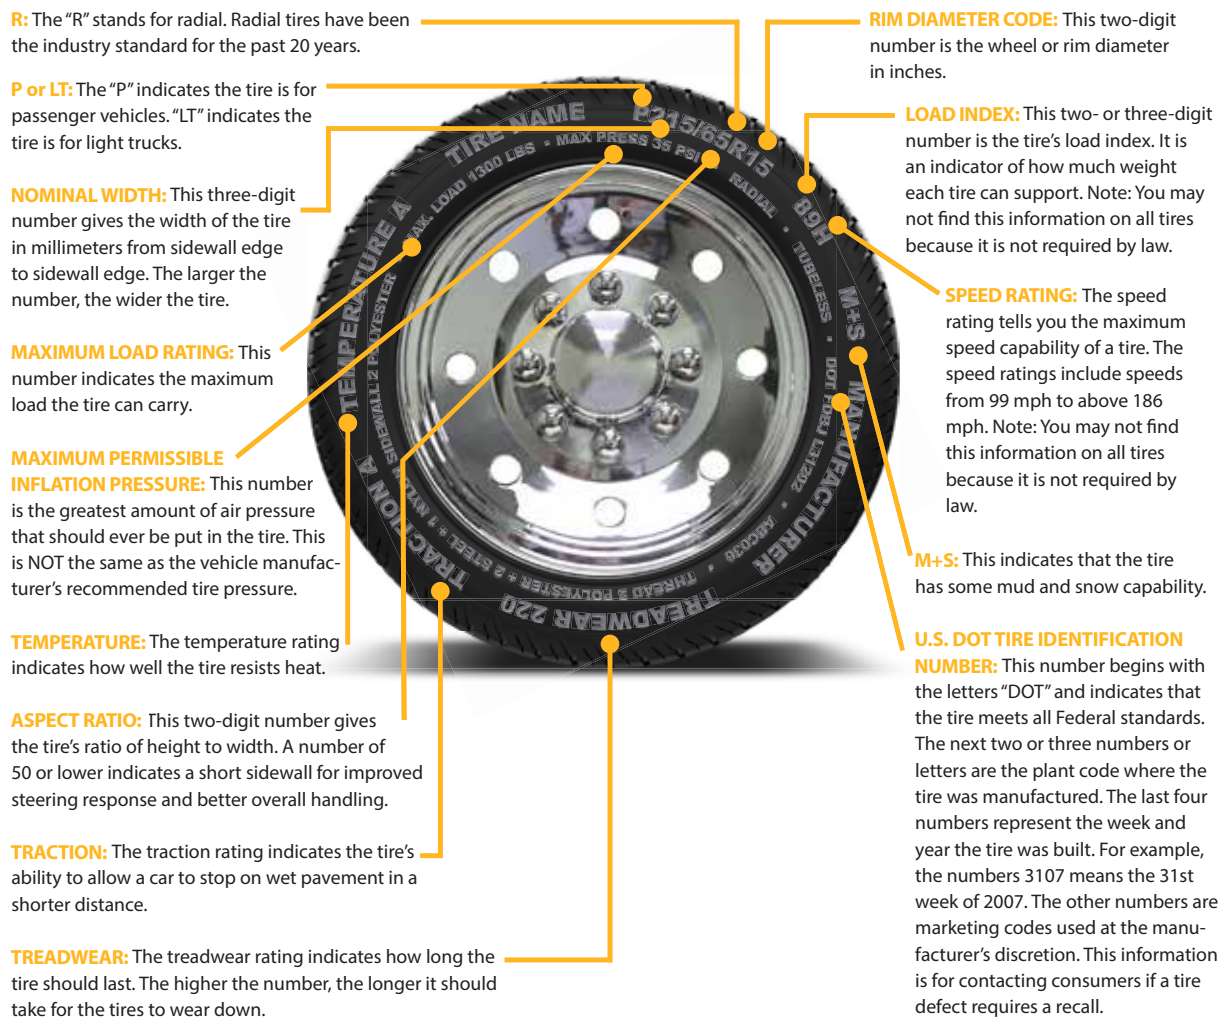 R: The “R” stands for radial. Radial tires have been
the industry standard for the past 20 years.
P or LT: The “P” indicates the tire is for
passenger vehicles. “LT” indicates the
tire is for light trucks.
NOMINAL WIDTH: This three-digit
number gives the width of the tire
in millimeters from sidewall edge
to sidewall edge. The larger the
number, the wider the tire.
MAXIMUM LOAD RATING: This
number indicates the maximum
load the tire can carry.
MAXIMUM PERMISSIBLE
INFLATION PRESSURE: This number
is the greatest amount of air pressure
that should ever be put in the tire. This
is NOT the same as the vehicle manufac-
turer’s recommended tire pressure.
TEMPERATURE: The temperature rating
indicates how well the tire resists heat.
ASPECT RATIO: This two-digit number gives
the tire’s ratio of height to width. A number of
50 or lower indicates a short sidewall for improved
steering response and better overall handling.
TRACTION: The traction rating indicates the tire’s
ability to allow a car to stop on wet pavement in a
shorter distance.
TREADWEAR: The treadwear rating indicates how long the
tire should last. The higher the number, the longer it should
take for the tires to wear down.
TIRE NAME
P215/65R15
89H
M+S
MANUFACTURER
TREADWEAR 220
TRACTION A
TEMPERATURE A
MAX. LOAD 1300 LBS • MAX PRESS 35 PSI
RADIAL • TUBELESS • DOT
L31202 • ABC036 •
THREAD 2 POLYESTER + 2 STEEL + 1 NYLON
SIDEWALL 2 POLYESTER
RIM DIAMETER CODE: This two-digit
number is the wheel or rim diameter
in inches.
LOAD INDEX: This two- or three-digit
number is the tire’s load index. It is
an indicator of how much weight
each tire can support. Note: You may
not find this information on all tires
because it is not required by law.
SPEED RATING: The speed
rating tells you the maximum
speed capability of a tire. The
speed ratings include speeds
from 99 mph to above 186
mph. Note: You may not find
this information on all tires
because it is not required by
law.
M+S: This indicates that the tire
has some mud and snow capability.
U.S. DOT TIRE IDENTIFICATION
NUMBER: This number begins with
the letters “DOT” and indicates that
the tire meets all Federal standards.
The next two or three numbers or
letters are the plant code where the
tire was manufactured. The last four
numbers represent the week and
year the tire was built. For example,
the numbers 3107 means the 31st
week of 2007. The other numbers are
marketing codes used at the manu-
facturer’s discretion. This information
is for contacting consumers if a tire
defect requires a recall.